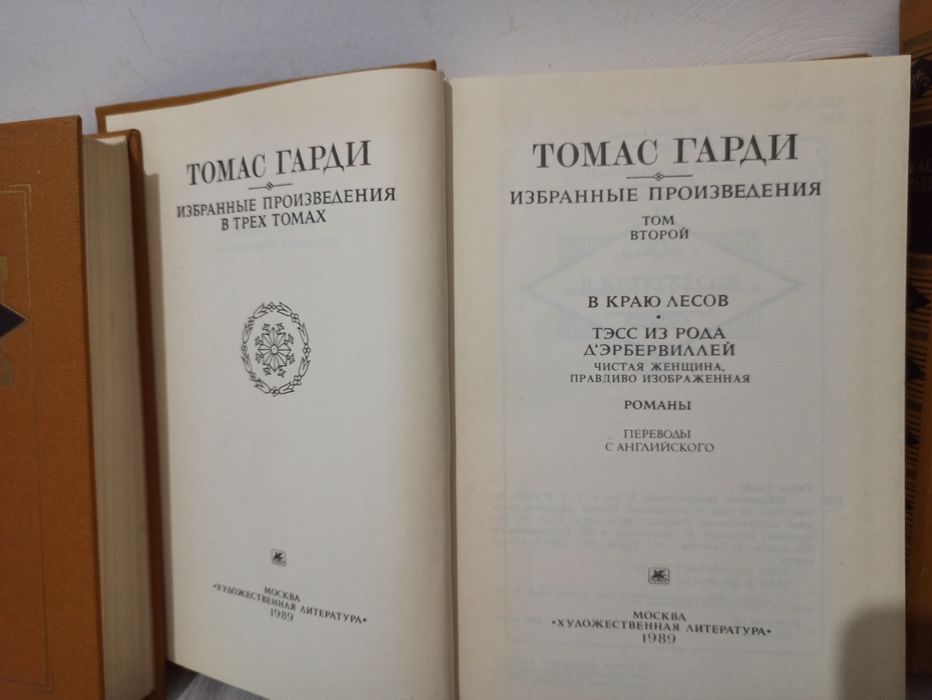 ТОМАС ГАРДИ
ИЗБРАННЫЕ ПРОИЗВЕДЕНИЯ
В ТРЕХ ТОМАХ
МОСКВА
«ХУДОЖЕСТВЕННАЯ ЛИТЕРАТУРА»
1989
ТОМАС ГАРДИ
ИЗБРАННЫЕ ПРОИЗВЕДЕНИЯ
ТОМ
ВТОРОЙ
В КРАЮ ЛЕСОВ
•
ТЭСС ИЗ РОДА
Д'ЭРБЕРВИЛЛЕЙ
ЧИСТАЯ ЖЕНЩИНА,
ПРАВДИВО ИЗОБРАЖЕННАЯ
РОМАНЫ
ПЕРЕВОДЫ
С АНГЛИЙСКОГО
МОСКВА
«ХУДОЖЕСТВЕННАЯ ЛИТЕРАТУРА»
1989